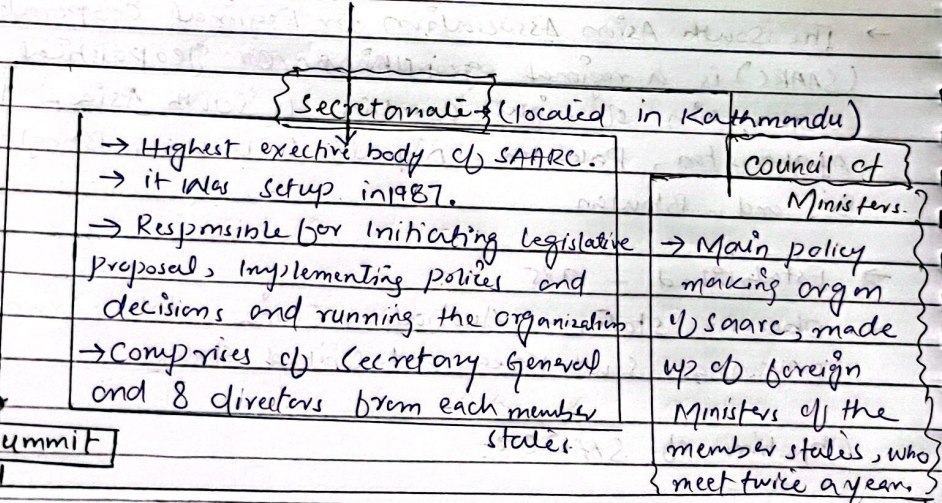 Secretariate → (located in Kathmandu)
→ Highest exective body of SAARC.
→ it was setup in 1987.
→ Responsible for Initiating legislative
proposal, Implementing polices and
decisions and running the organization
→ Comprises of Secretary General
and 8 directors from each member
states.
Council of
Ministers.
→ Main policy
making organ
of saarc, made
up of foreign
Ministers of the
member states, who
meet twice a year.
ummit